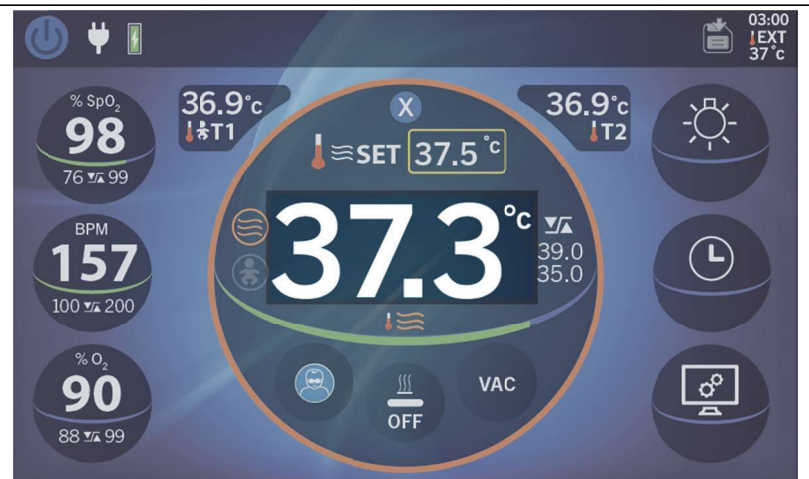 03:00
EXT
37°C
% SpO₂
98
76 99
36.9°C
T1
X
36.9°C
T2
SET 37.5°C
37.3°C
39.0
35.0
BPM
157
100 200
L
% O₂
90
88 99
OFF
VAC